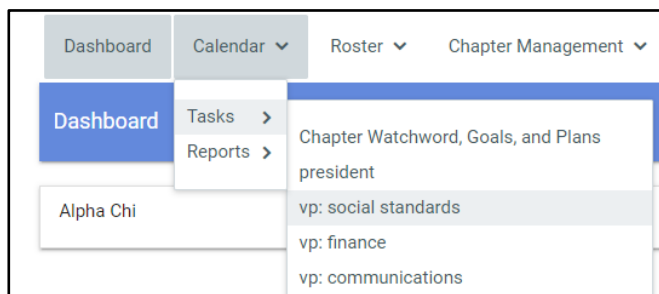 Dashboard Calendar Roster Chapter Management
Dashboard
Tasks
Reports
Chapter Watchword, Goals, and Plans
president
vp: social standards
vp: finance
vp: communications
Alpha Chi